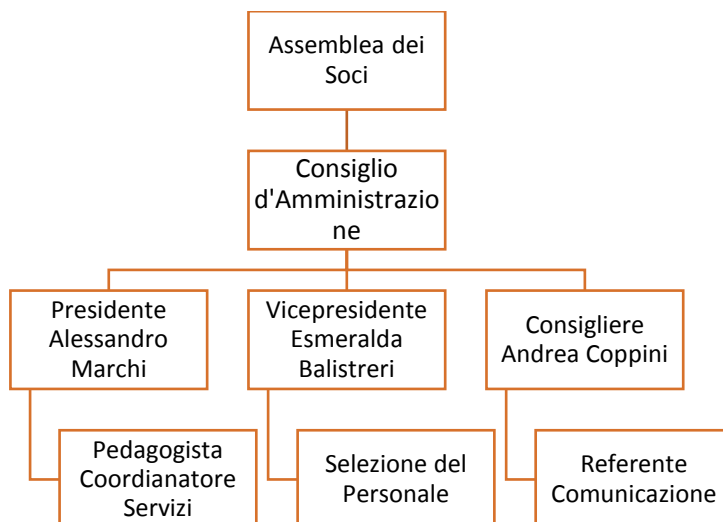 Assemblea dei
Soci
Consiglio
d'Amministrazio
ne
Presidente
Alessandro
Marchi
Vicepresidente
Esmeralda
Balistreri
Consigliere
Andrea Coppini
Pedagogista
Coordianatore
Servizi
Selezione del
Personale
Referente
Comunicazione